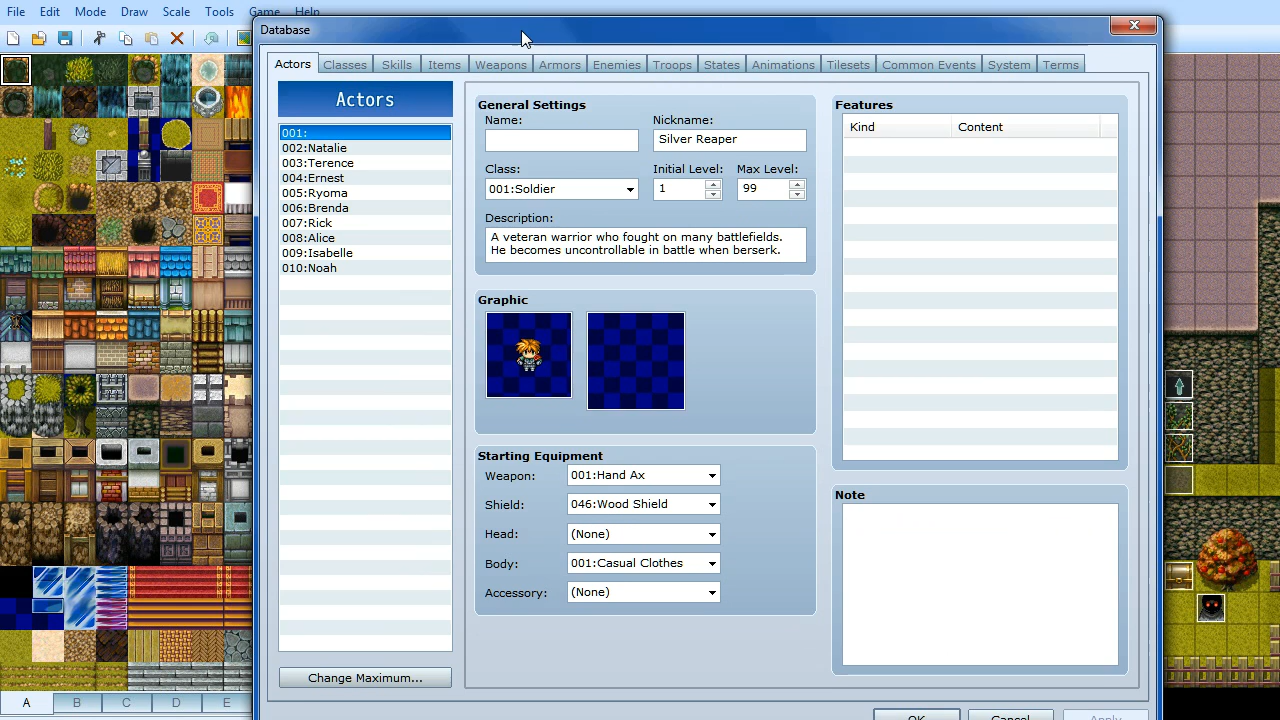 File Edit Mode Draw Scale Tools Game Help
Database
Actors Classes Skills Items Weapons Armors Enemies Troops States Animations Tilesets Common Events System Terms
Actors
001:
002:Natalie
003:Terence
004:Ernest
005:Ryoma
006:Brenda
007:Rick
008:Alice
009:Isabelle
010:Noah
Change Maximum...
General Settings
Name: Nickname:
Silver Reaper
Class: Initial Level: Max Level:
001:Soldier 1 99
Description:
A veteran warrior who fought on many battlefields.
He becomes uncontrollable in battle when berserk.
Graphic
Starting Equipment
Weapon: 001:Hand Ax
Shield: 046:Wood Shield
Head: (None)
Body: 001:Casual Clothes
Accessory: (None)
Features
Kind Content
Note
OK Cancel Apply
A B C D E